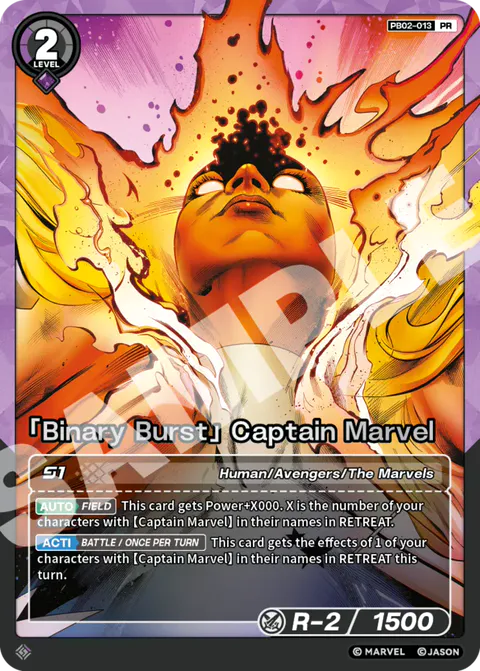 2
LEVEL
PB02-013 PR
SAMPLE
「Binary Burst」 Captain Marvel
S1
Human/Avengers/The Marvels
AUTO FIELD This card gets Power+X000. X is the number of your
characters with [Captain Marvel] in their names in RETREAT.
ACTI BATTLE / ONCE PER TURN This card gets the effects of 1 of your
characters with [Captain Marvel] in their names in RETREAT this
turn.
R-2 / 1500
© MARVEL ©JASON